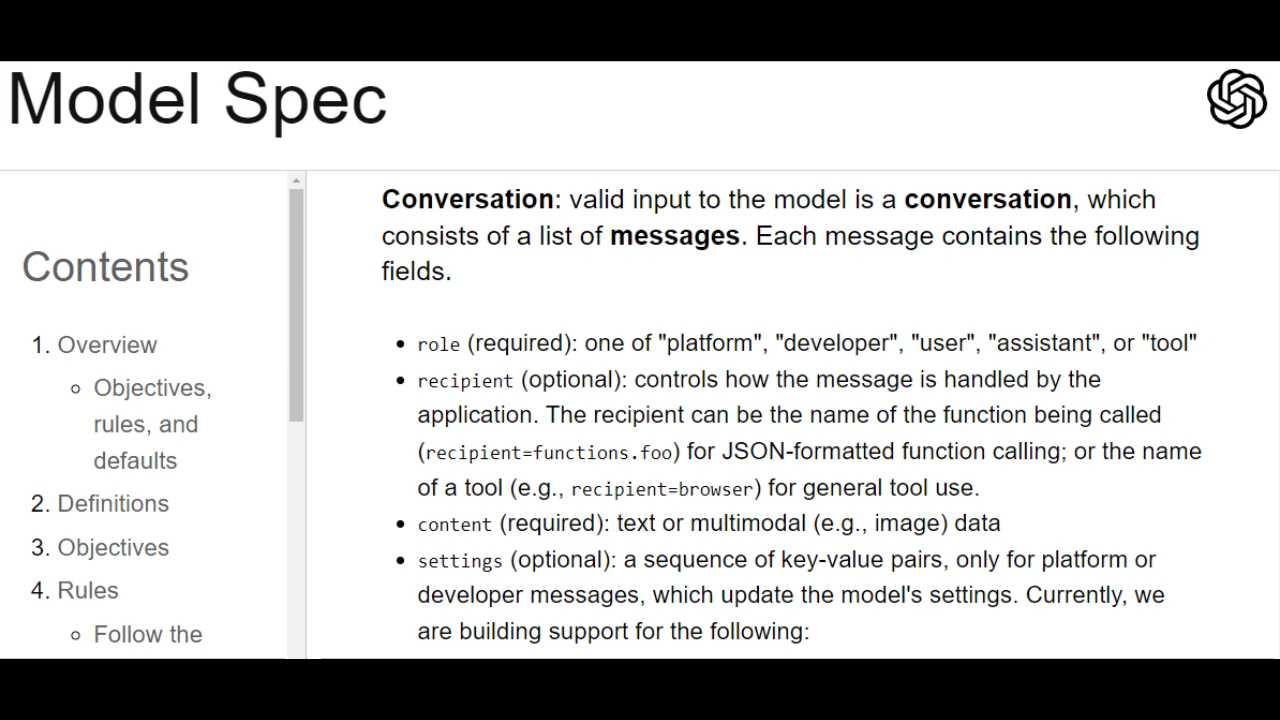 Model Spec
Contents
1. Overview
Objectives,
rules, and
defaults
2. Definitions
3. Objectives
4. Rules
Follow the
Conversation: valid input to the model is a conversation, which
consists of a list of messages. Each message contains the following
fields.
role (required): one of "platform", "developer", "user", "assistant", or "tool"
recipient (optional): controls how the message is handled by the
application. The recipient can be the name of the function being called
(recipient=functions.foo) for JSON-formatted function calling; or the name
of a tool (e.g., recipient=browser) for general tool use.
content (required): text or multimodal (e.g., image) data
settings (optional): a sequence of key-value pairs, only for platform or
developer messages, which update the model's settings. Currently, we
are building support for the following: